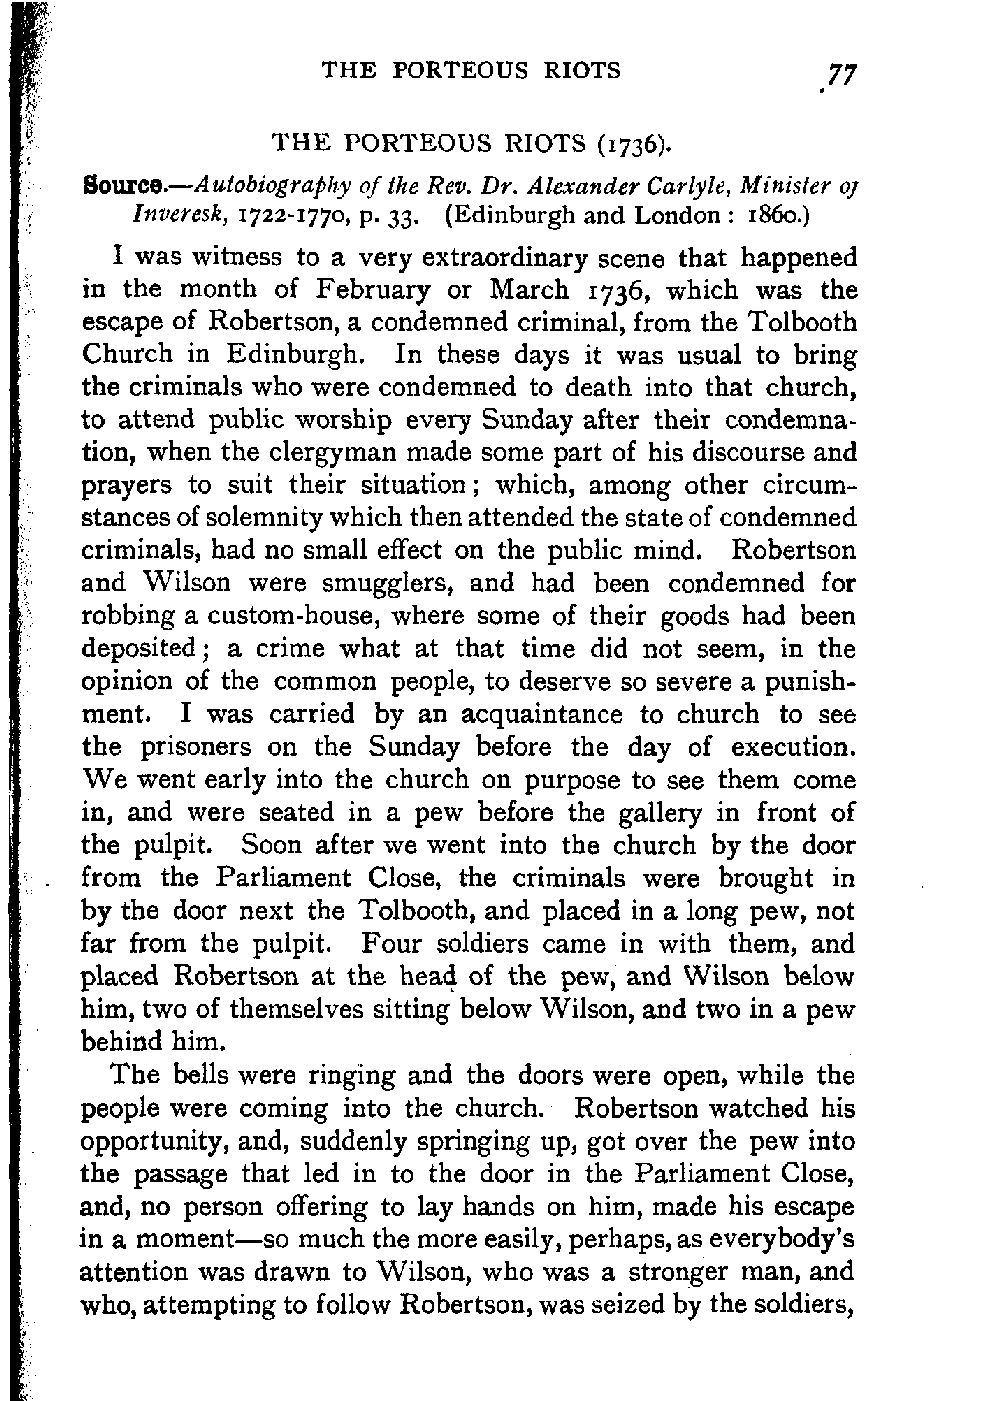 THE PORTEOUS RIOTS 77
THE PORTEOUS RIOTS (1736).
Source.—Autobiography of the Rev. Dr. Alexander Carlyle, Minister of
Inveresk, 1722-1770, p. 33. (Edinburgh and London : 1860.)
I was witness to a very extraordinary scene that happened
in the month of February or March 1736, which was the
escape of Robertson, a condemned criminal, from the Tolbooth
Church in Edinburgh. In these days it was usual to bring
the criminals who were condemned to death into that church,
to attend public worship every Sunday after their condemna-
tion, when the clergyman made some part of his discourse and
prayers to suit their situation; which, among other circum-
stances of solemnity which then attended the state of condemned
criminals, had no small effect on the public mind. Robertson
and Wilson were smugglers, and had been condemned for
robbing a custom-house, where some of their goods had been
deposited; a crime what at that time did not seem, in the
opinion of the common people, to deserve so severe a punish-
ment. I was carried by an acquaintance to church to see
the prisoners on the Sunday before the day of execution.
We went early into the church on purpose to see them come
in, and were seated in a pew before the gallery in front of
the pulpit. Soon after we went into the church by the door
from the Parliament Close, the criminals were brought in
by the door next the Tolbooth, and placed in a long pew, not
far from the pulpit. Four soldiers came in with them, and
placed Robertson at the head of the pew, and Wilson below
him, two of themselves sitting below Wilson, and two in a pew
behind him.
The bells were ringing and the doors were open, while the
people were coming into the church. Robertson watched his
opportunity, and, suddenly springing up, got over the pew into
the passage that led in to the door in the Parliament Close,
and, no person offering to lay hands on him, made his escape
in a moment—so much the more easily, perhaps, as everybody's
attention was drawn to Wilson, who was a stronger man, and
who, attempting to follow Robertson, was seized by the soldiers,